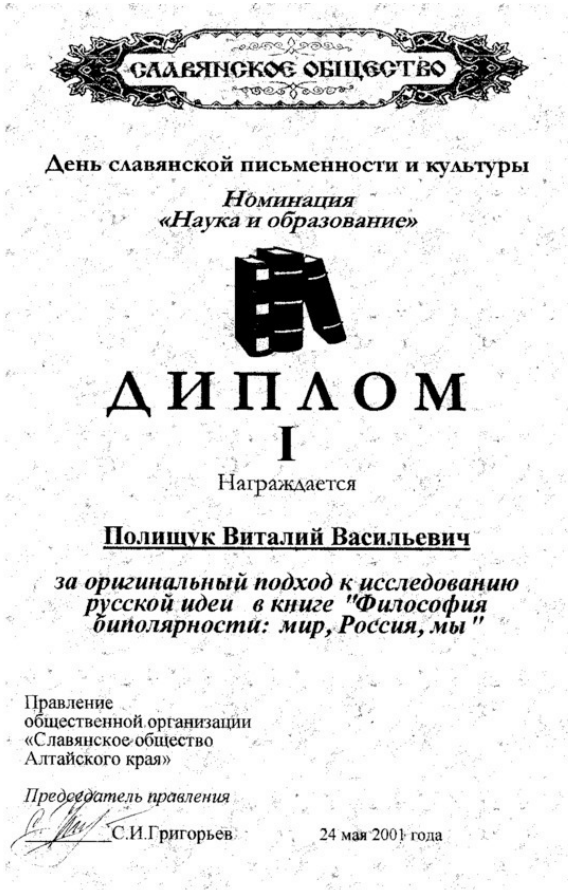 СЛАВЯНСКОЕ ОБЩЕСТВО
День славянской письменности и культуры
Номинация
«Наука и образование»
ДИПЛОМ
I
Награждается
Полищук Виталий Васильевич
за оригинальный подход к исследованию
русской идеи в книге "Философия
биполярности: мир, Россия, мы"
Правление
общественной организации
«Славянское общество
Алтайского края»
Председатель правления
С.И.Григорьев 24 мая 2001 года